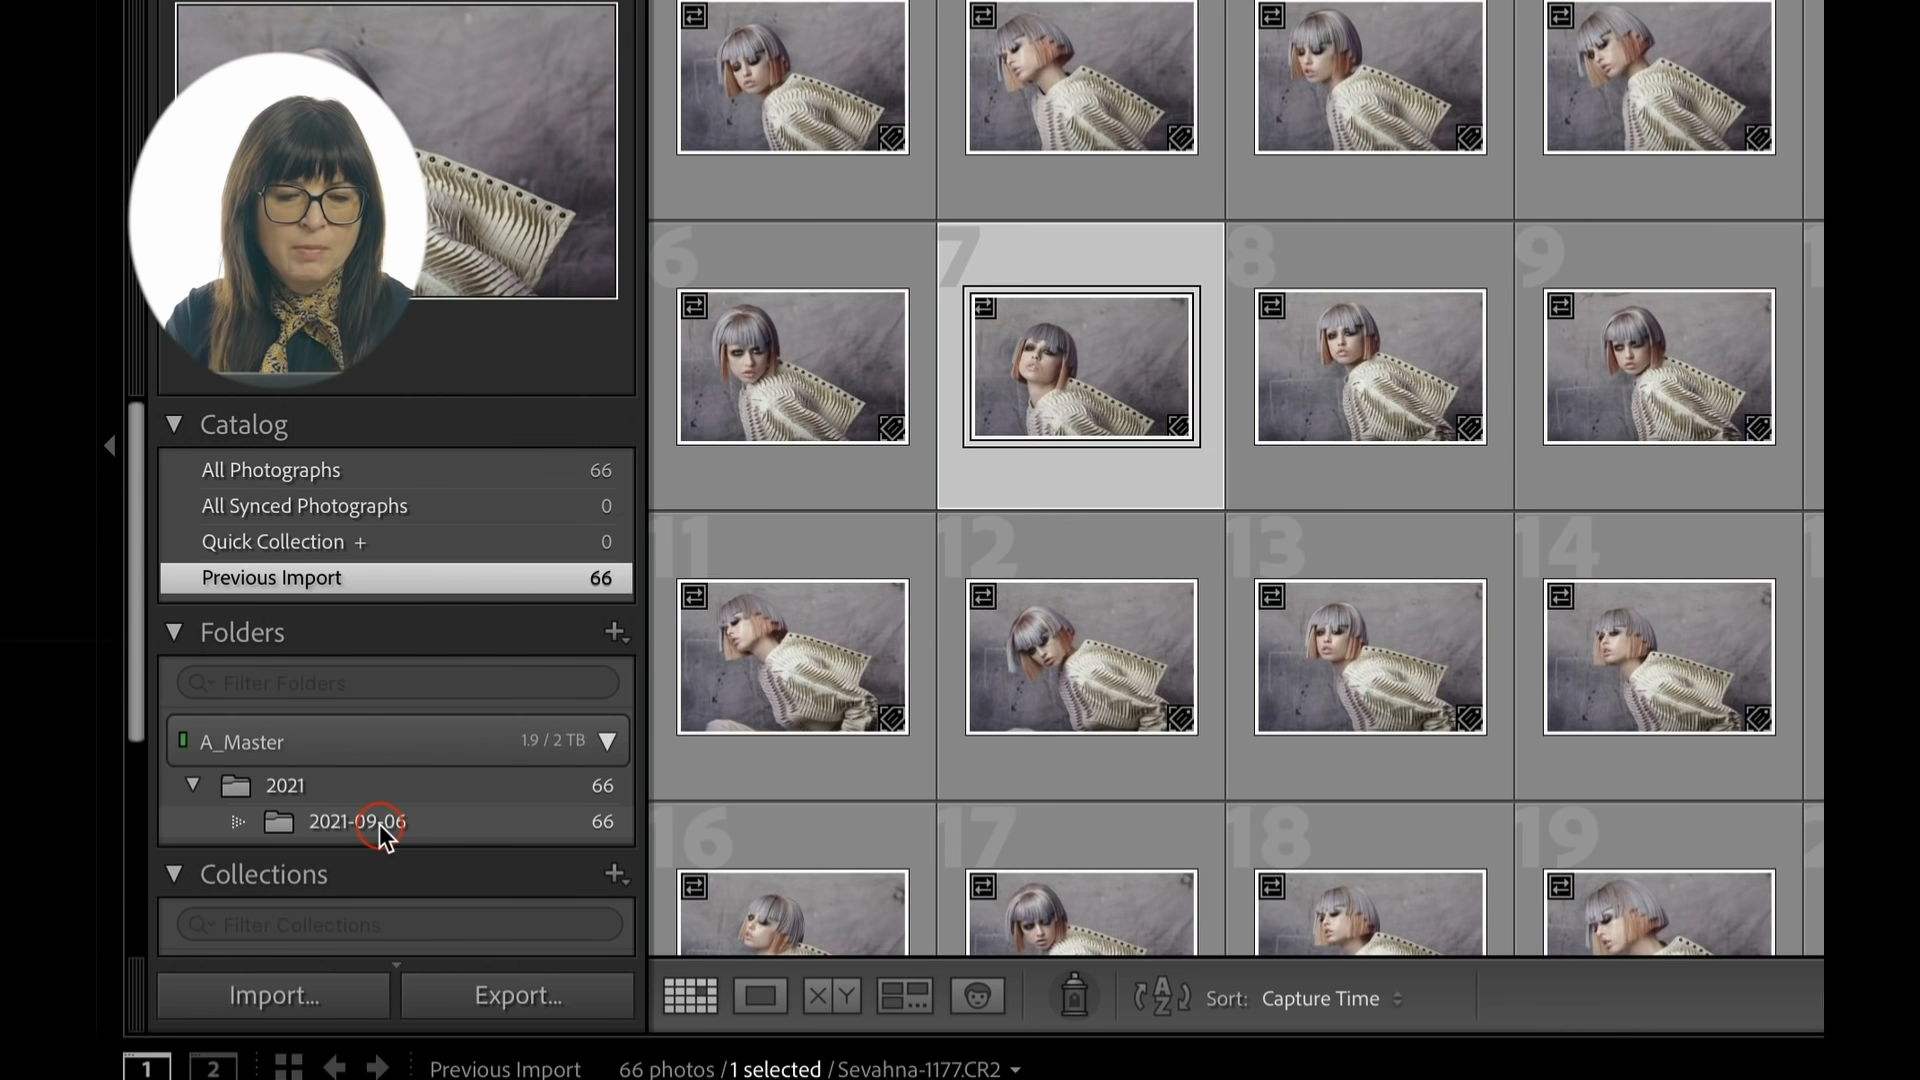 Catalog
All Photographs 66
All Synced Photographs 0
Quick Collection + 0
Previous Import 66
Folders
Filter Folders
A_Master 1.9 / 2 TB
2021 66
2021-09-06 66
Collections
Filter Collections
Import... Export...
6 7 8 9
11 12 13 14
16 17 18 19
X Y
A Z
Sort: Capture Time
1 2 Previous Import 66 photos / 1 selected / Sevahna-1177.CR2